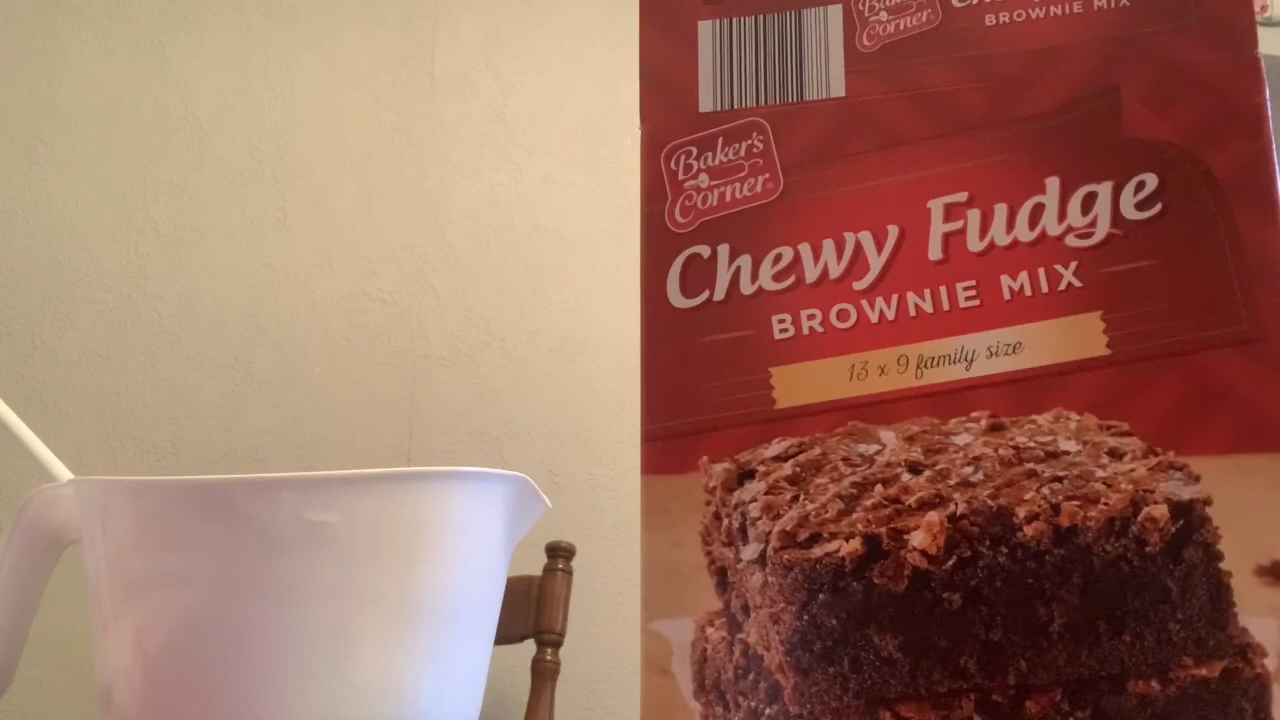 BROWNIE MIX
Baker's
Corner
Baker's
Corner
Chewy Fudge
BROWNIE MIX
13 x 9 family size